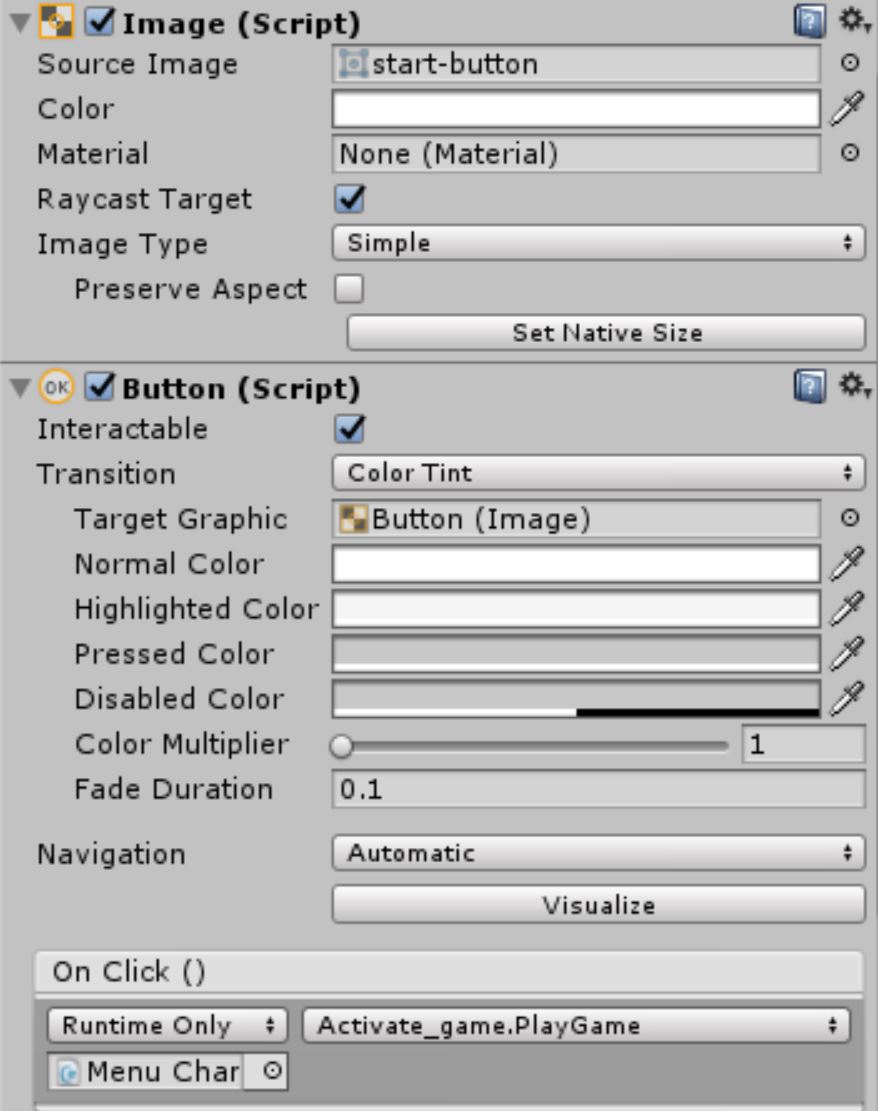 Image (Script)
Source Image start-button
Color
Material None (Material)
Raycast Target
Image Type Simple
Preserve Aspect
Set Native Size
OK Button (Script)
Interactable
Transition Color Tint
Target Graphic Button (Image)
Normal Color
Highlighted Color
Pressed Color
Disabled Color
Color Multiplier 1
Fade Duration 0.1
Navigation Automatic
Visualize
On Click ()
Runtime Only Activate_game.PlayGame
Menu Char